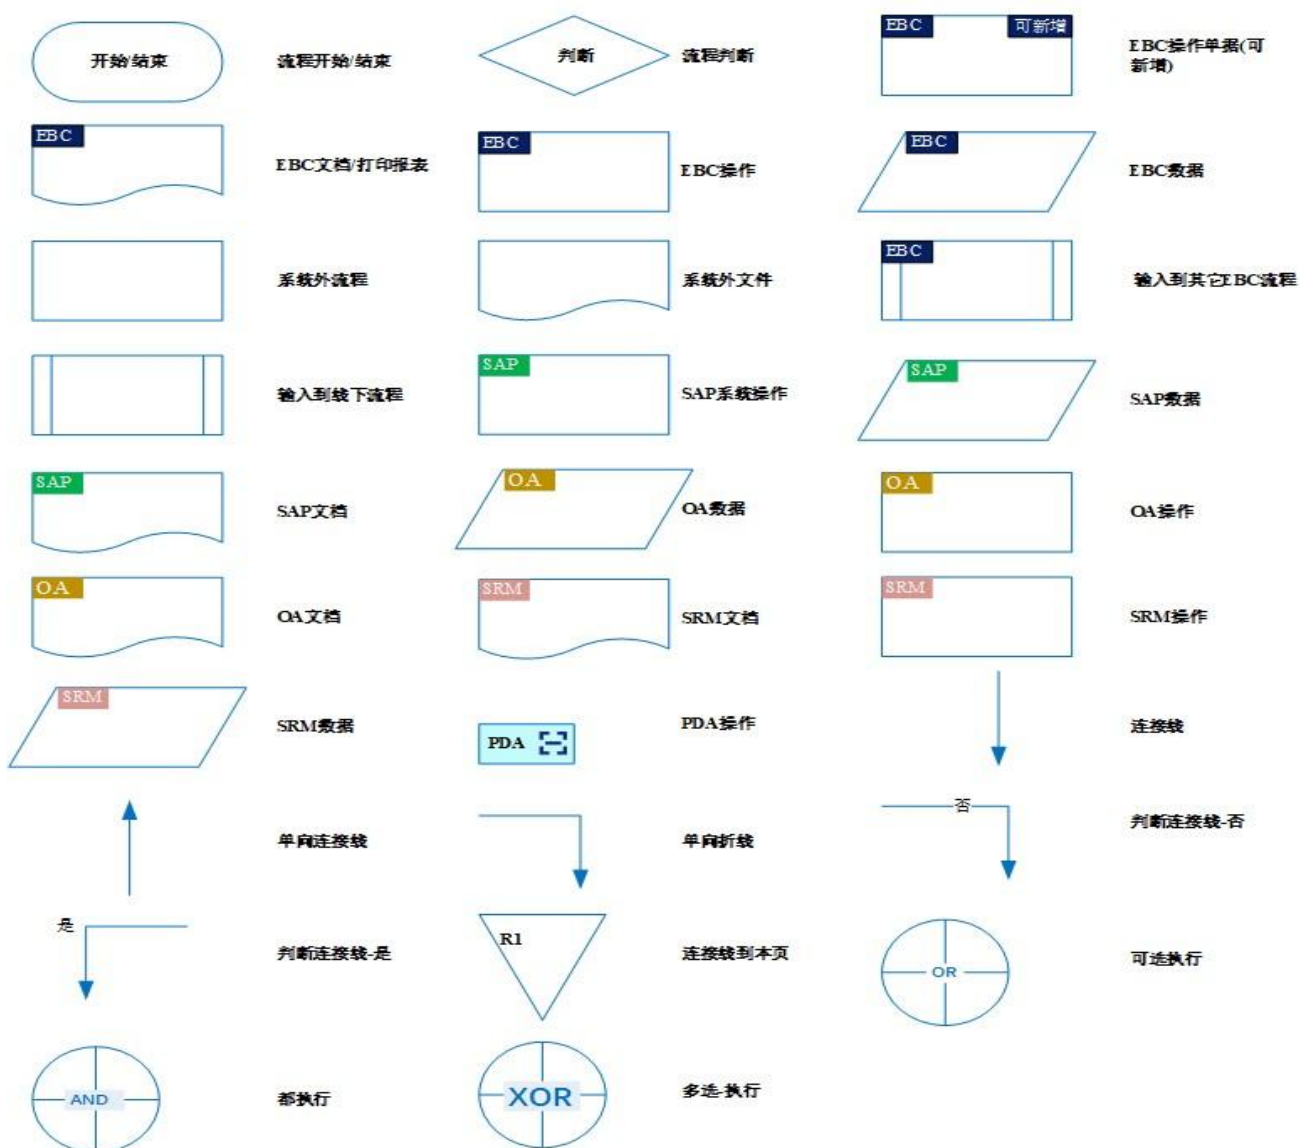 开始/结束
流程开始/结束
判断
流程判断
EBC
可新增
EBC操作单据(可
新增)
EBC
EBC文档/打印报表
EBC
EBC操作
EBC
EBC数据
系统外流程
系统外文件
EBC
输入到其它EBC流程
输入到线下流程
SAP
SAP系统操作
SAP
SAP数据
SAP
SAP文档
OA
OA数据
OA
OA操作
OA
OA文档
SRM
SRM文档
SRM
SRM操作
SRM
SRM数据
PDA
PDA操作
连接线
单向连接线
单向折线
否
判断连接线-否
是
判断连接线-是
R1
连接线到本页
OR
可选执行
AND
都执行
XOR
多选-执行